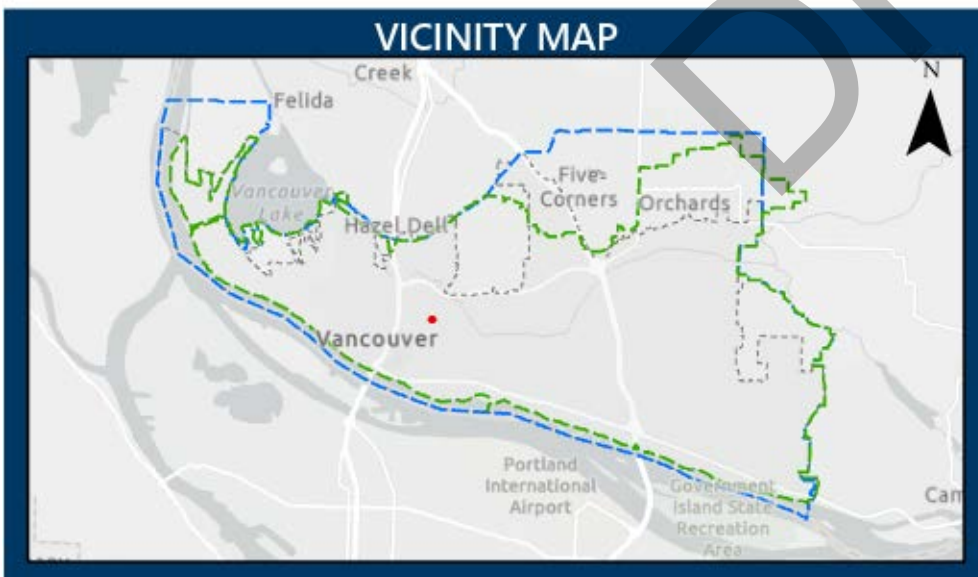 VICINITY MAP
Creek
N
Felida
Vancouver
Lake
Five-
Corners
Orchards
Hazel Dell
Vancouver
Portland
International
Airport
Government
Island State
Recreation
Area